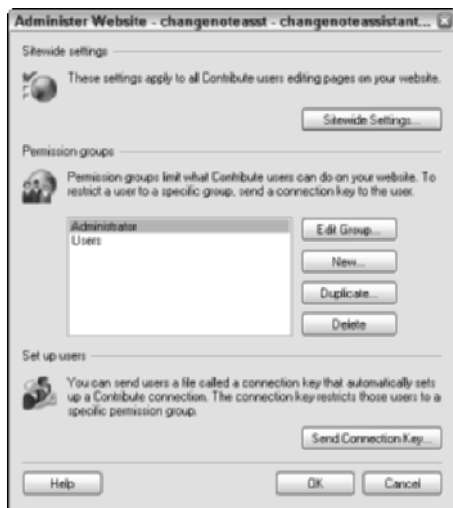 Administer Website - changenoteasst - changenoteassistant...
Sitewide settings
These settings apply to all Contribute users editing pages on your website.
Sitewide Settings...
Permission groups
Permission groups limit what Contribute users can do on your website. To
restrict a user to a specific group, send a connection key to the user.
Administrator
Users
Edit Group...
New...
Duplicate...
Delete
Set up users
You can send users a file called a connection key that automatically sets
up a Contribute connection. The connection key restricts those users to a
specific permission group.
Send Connection Key...
Help
OK
Cancel